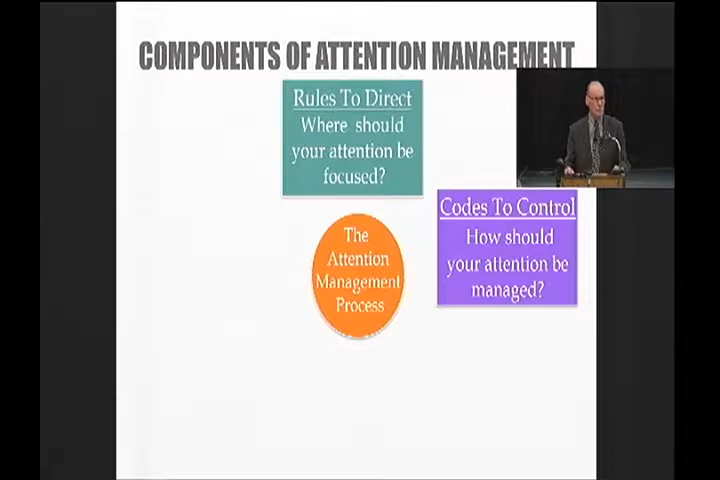 COMPONENTS OF ATTENTION MANAGEMENT
Rules To Direct
Where should
your attention be
focused?
Codes To Control
How should
your attention be
managed?
The
Attention
Management
Process